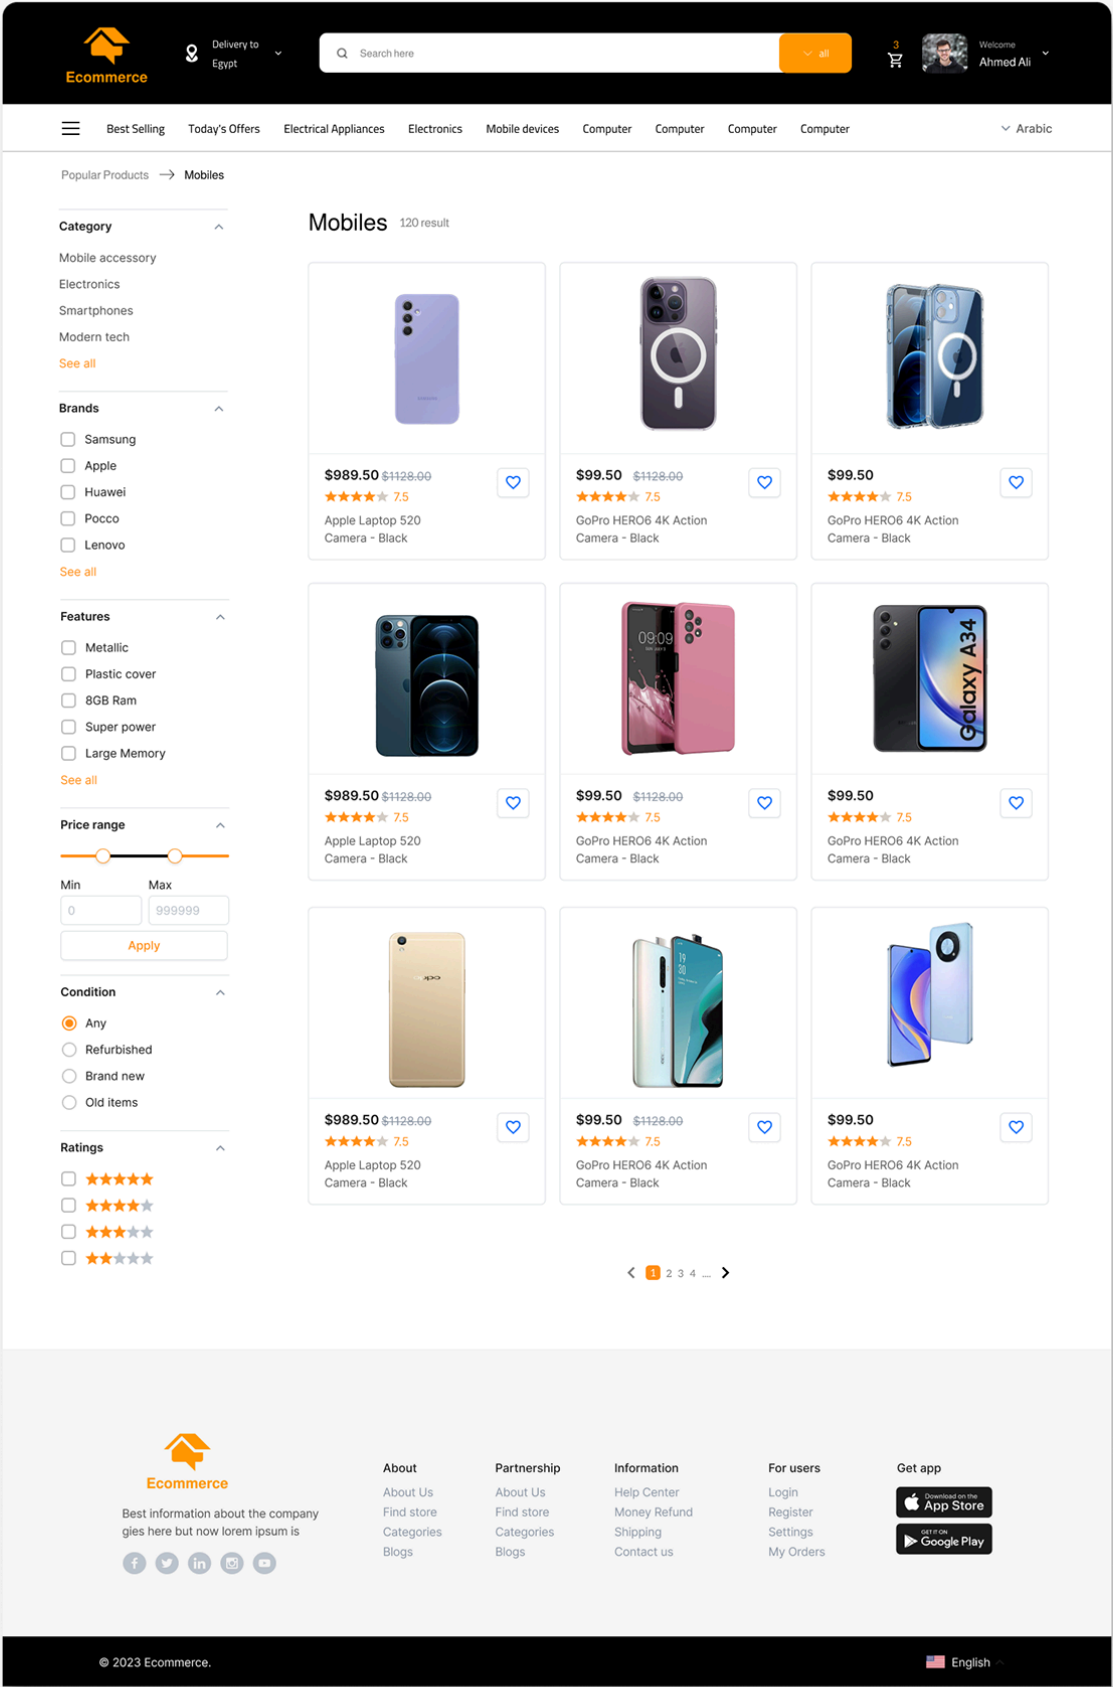 Ecommerce
Delivery to
Egypt
Search here
all
3
Welcome
Ahmed Ali
Best Selling
Today's Offers
Electrical Appliances
Electronics
Mobile devices
Computer
Computer
Computer
Computer
Arabic
Popular Products
Mobiles
Category
Mobile accessory
Electronics
Smartphones
Modern tech
See all
Brands
Samsung
Apple
Huawei
Pocco
Lenovo
See all
Features
Metallic
Plastic cover
8GB Ram
Super power
Large Memory
See all
Price range
Min
Max
0
999999
Apply
Condition
Any
Refurbished
Brand new
Old items
Ratings
Mobiles 120 result
$989.50 $1128.00
7.5
Apple Laptop 520
Camera - Black
$99.50 $1128.00
7.5
GoPro HERO6 4K Action
Camera - Black
$99.50
7.5
GoPro HERO6 4K Action
Camera - Black
09:09
Galaxy A34
$989.50 $1128.00
7.5
Apple Laptop 520
Camera - Black
$99.50 $1128.00
7.5
GoPro HERO6 4K Action
Camera - Black
$99.50
7.5
GoPro HERO6 4K Action
Camera - Black
oppo
19
30
$989.50 $1128.00
7.5
Apple Laptop 520
Camera - Black
$99.50 $1128.00
7.5
GoPro HERO6 4K Action
Camera - Black
$99.50
7.5
GoPro HERO6 4K Action
Camera - Black
1 2 3 4 ....
Ecommerce
Best information about the company
gies here but now lorem ipsum is
About
About Us
Find store
Categories
Blogs
Partnership
About Us
Find store
Categories
Blogs
Information
Help Center
Money Refund
Shipping
Contact us
For users
Login
Register
Settings
My Orders
Get app
Download on the
App Store
GET IT ON
Google Play
© 2023 Ecommerce.
English